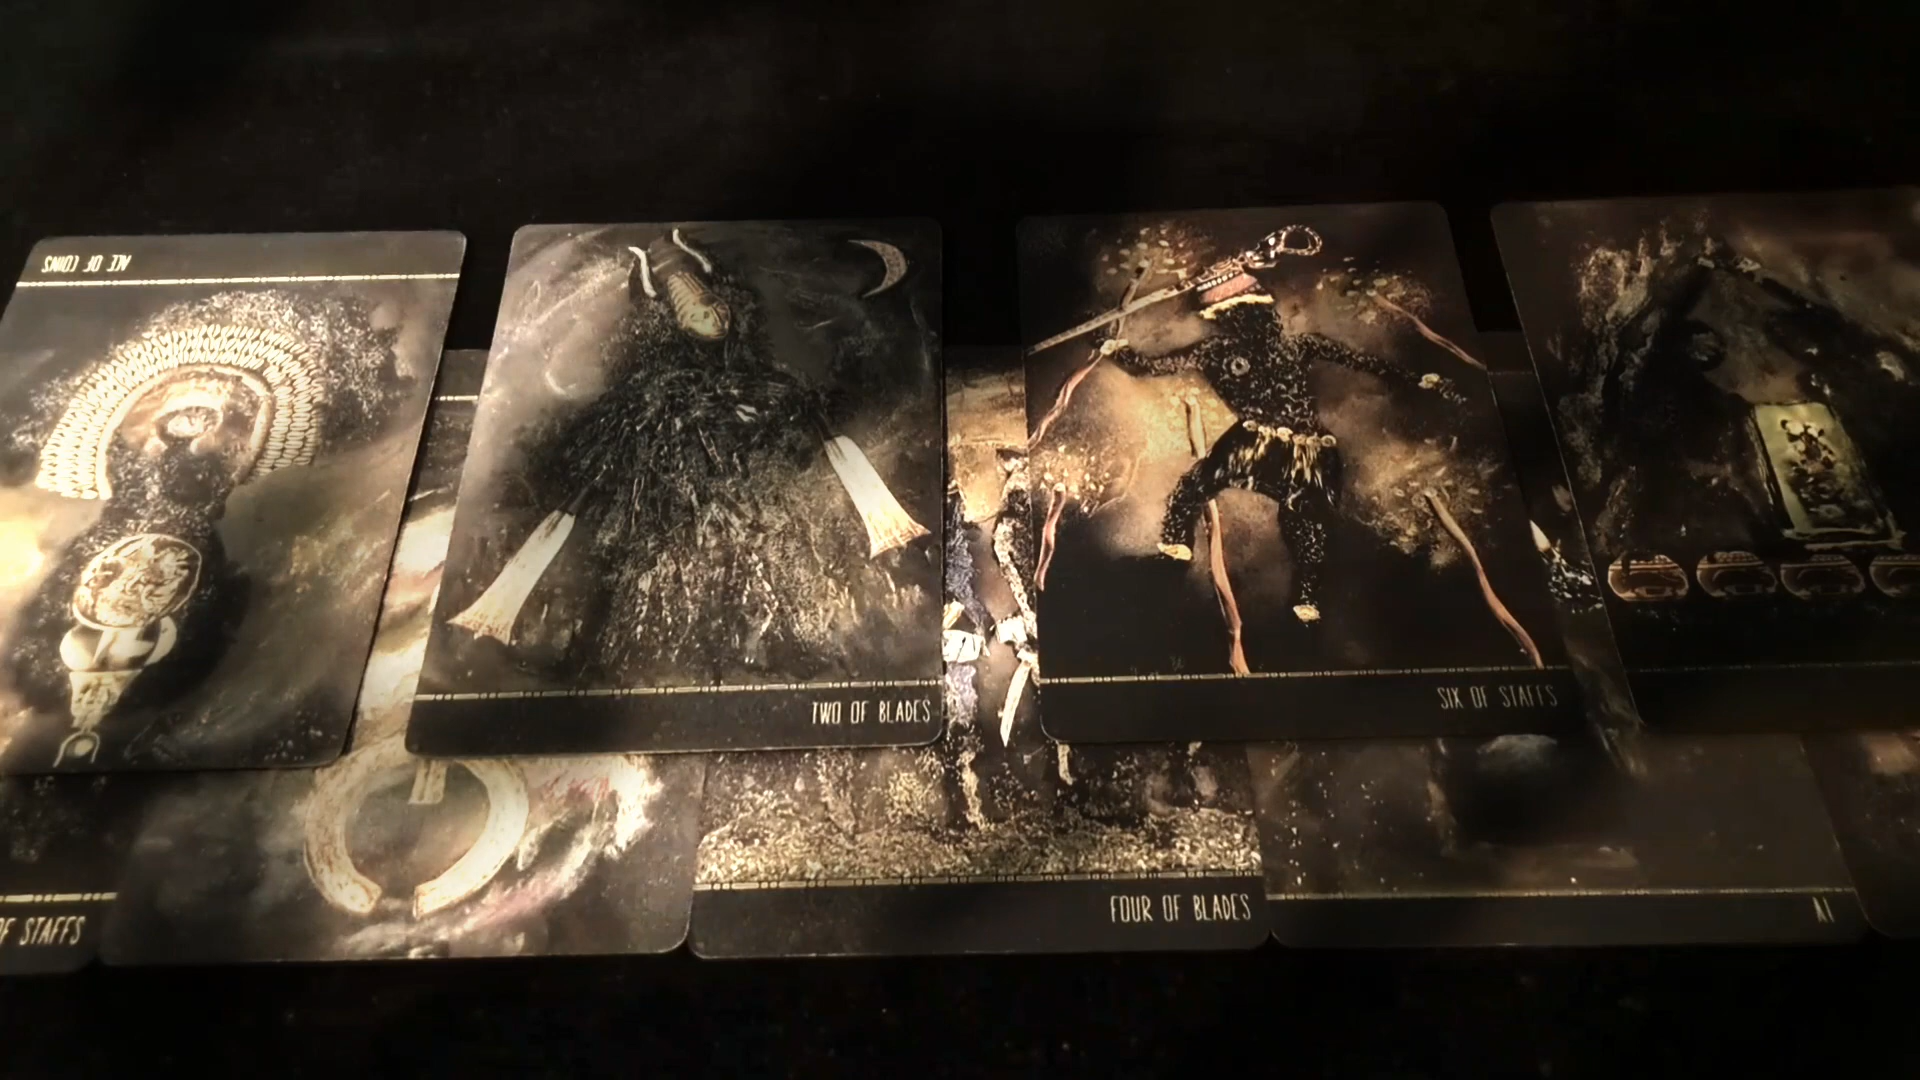 ACE OF COINS
TWO OF BLADES
SIX OF STAFFS
OF STAFFS
FOUR OF BLADES